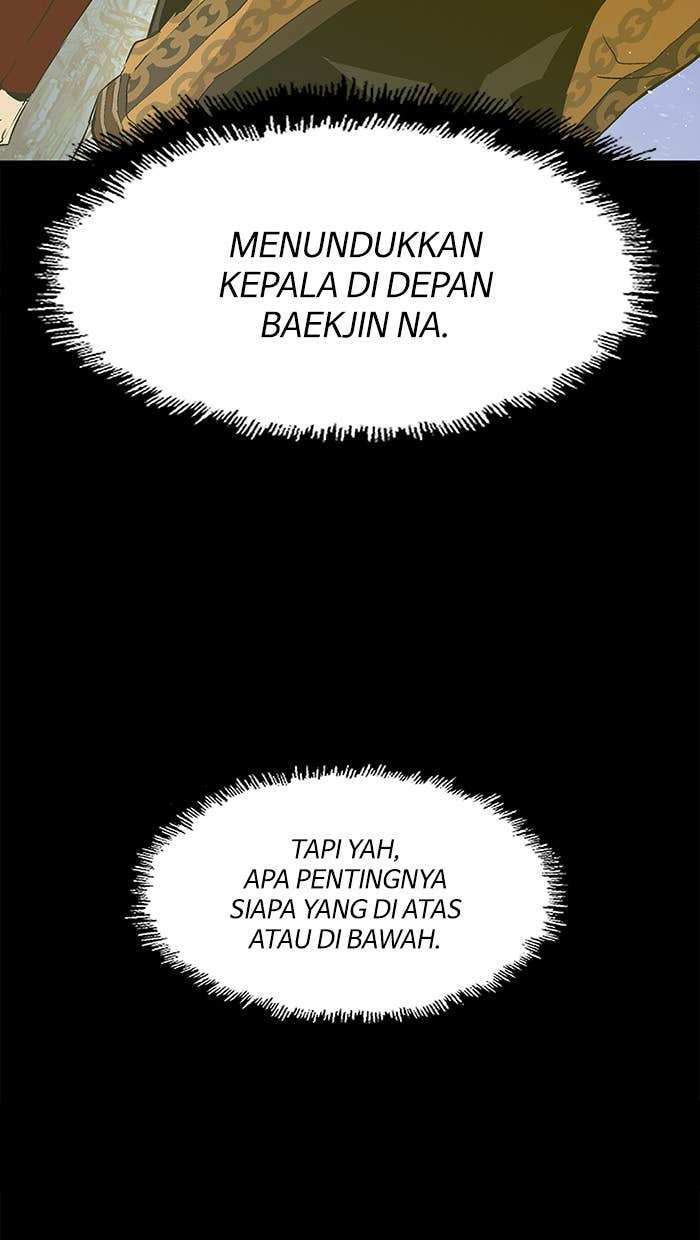 MENUNDUKKAN
KEPALA DI DEPAN
BAEKJIN NA.
TAPI YAH,
APA PENTINGNYA
SIAPA YANG DI ATAS
ATAU DI BAWAH.